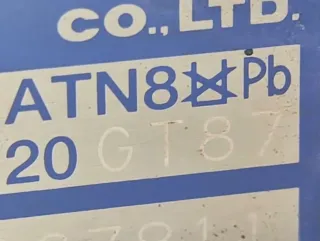 CO., LTD.
ATN8 Pb
20 GT87